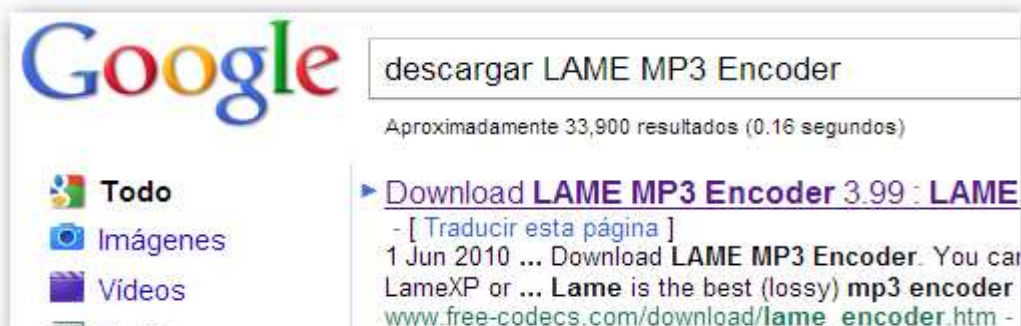 Google
descargar LAME MP3 Encoder
Aproximadamente 33,900 resultados (0.16 segundos)
Todo
Imágenes
Vídeos
Download LAME MP3 Encoder 3.99 : LAME
- [ Traducir esta página ]
1 Jun 2010 ... Download LAME MP3 Encoder. You can
LameXP or ... Lame is the best (lossy) mp3 encoder
www.free-codecs.com/download/lame_encoder.htm -